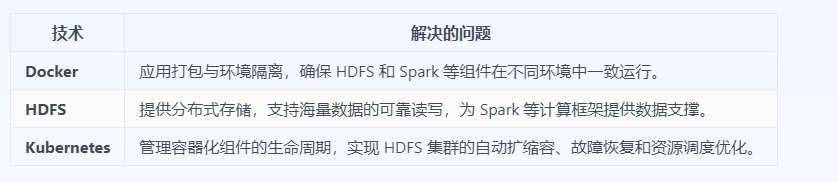 技术 解决的问题
Docker 应用打包与环境隔离，确保 HDFS 和 Spark 等组件在不同环境中一致运行。
HDFS 提供分布式存储，支持海量数据的可靠读写，为 Spark 等计算框架提供数据支撑。
Kubernetes 管理容器化组件的生命周期，实现 HDFS 集群的自动扩缩容、故障恢复和资源调度优化。